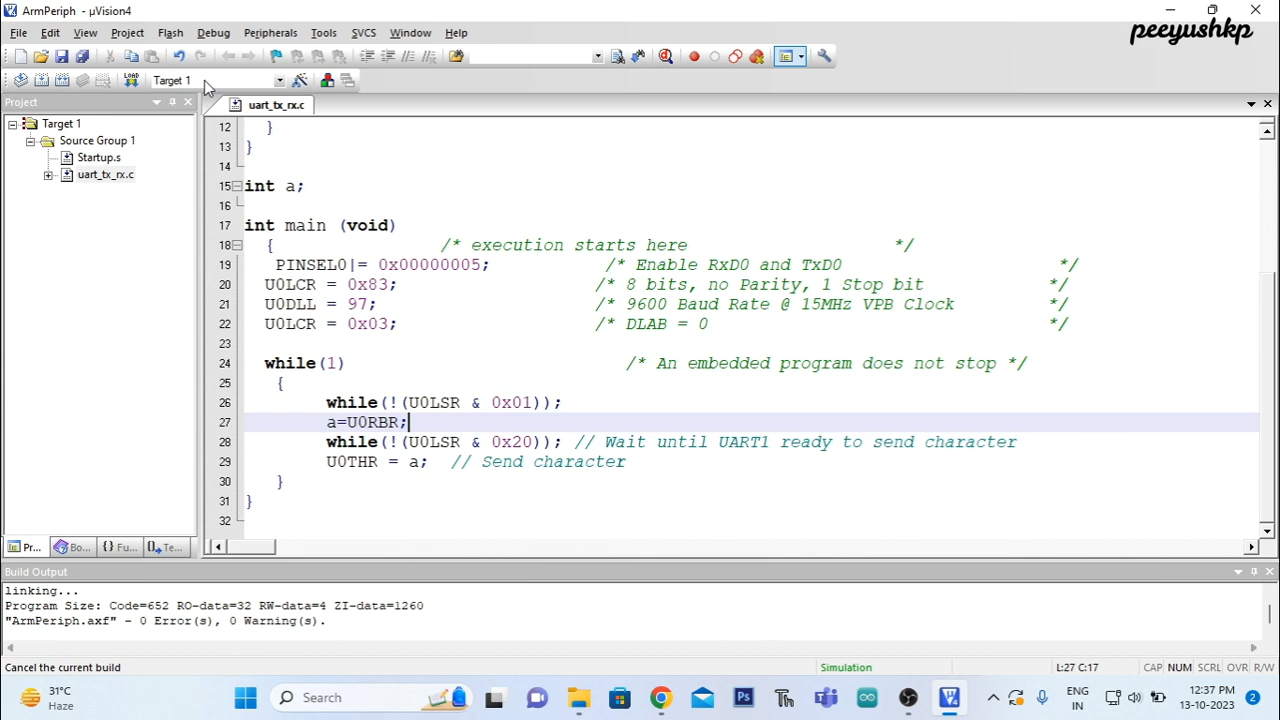 ArmPeriph - µVision4
peeyushkp
File Edit View Project Flash Debug Peripherals Tools SVCS Window Help
LOAD Target 1
Project
uart_tx_rx.c
Target 1
Source Group 1
Startup.s
uart_tx_rx.c
12 }
13 }
14
15 int a;
16
17 int main (void)
18 { /* execution starts here */
19 PINSEL0|= 0x00000005; /* Enable RxD0 and TxD0 */
20 U0LCR = 0x83; /* 8 bits, no Parity, 1 Stop bit */
21 U0DLL = 97; /* 9600 Baud Rate @ 15MHz VPB Clock */
22 U0LCR = 0x03; /* DLAB = 0 */
23
24 while(1) /* An embedded program does not stop */
25 {
26 while(!(U0LSR & 0x01));
27 a=U0RBR;
28 while(!(U0LSR & 0x20)); // Wait until UART1 ready to send character
29 U0THR = a; // Send character
30 }
31 }
32
Pr... Bo... {} Fu... Te...
Build Output
linking...
Program Size: Code=652 RO-data=32 RW-data=4 ZI-data=1260
"ArmPeriph.axf" - 0 Error(s), 0 Warning(s).
Cancel the current build Simulation L:27 C:17 CAP NUM SCRL OVR R/W
31°C
Haze
Search
Ps
ENG
IN
12:37 PM
13-10-2023
2